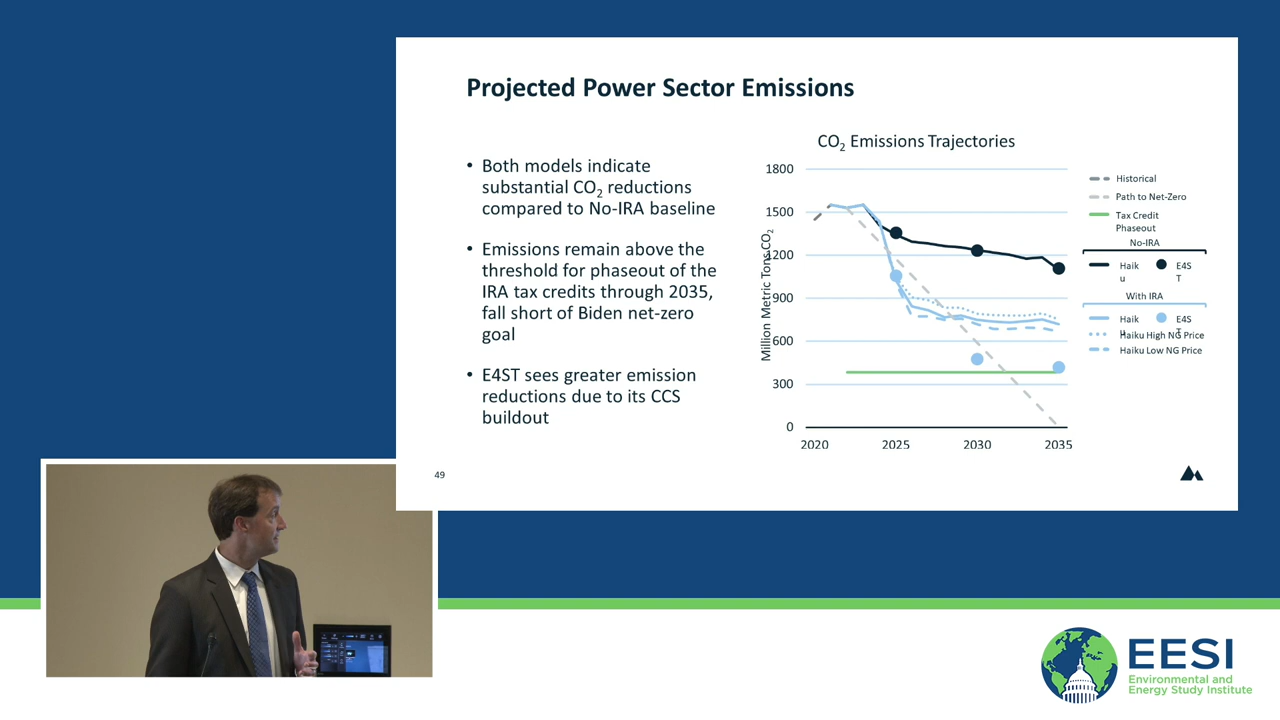 Projected Power Sector Emissions
• Both models indicate
substantial CO2 reductions
compared to No-IRA baseline
• Emissions remain above the
threshold for phaseout of the
IRA tax credits through 2035,
fall short of Biden net-zero
goal
• E4ST sees greater emission
reductions due to its CCS
buildout
CO2 Emissions Trajectories
Million Metric Tons CO2
1800
1500
1200
900
600
300
0
2020 2025 2030 2035
Historical
Path to Net-Zero
Tax Credit
Phaseout
No-IRA
Haik
u
E4S
T
With IRA
Haik
u
E4S
T
Haiku High NG Price
Haiku Low NG Price
49
EESI
Environmental and
Energy Study Institute